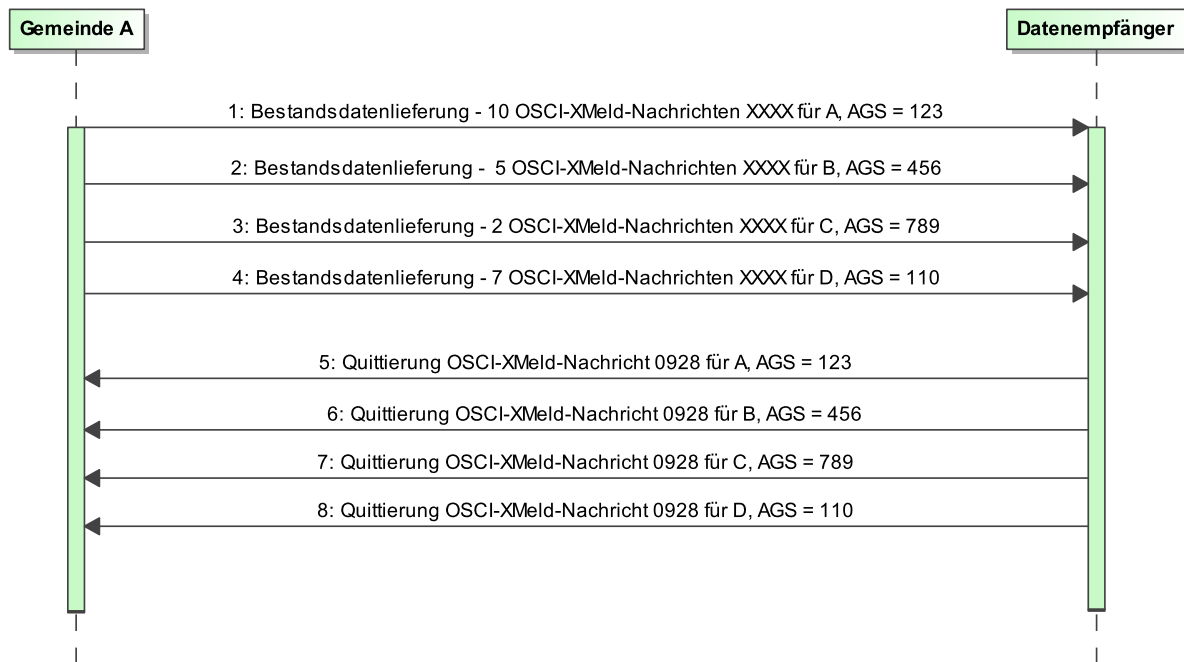 Gemeinde A
Datenempfänger
1: Bestandsdatenlieferung - 10 OSCI-XMeld-Nachrichten XXXX für A, AGS = 123
2: Bestandsdatenlieferung - 5 OSCI-XMeld-Nachrichten XXXX für B, AGS = 456
3: Bestandsdatenlieferung - 2 OSCI-XMeld-Nachrichten XXXX für C, AGS = 789
4: Bestandsdatenlieferung - 7 OSCI-XMeld-Nachrichten XXXX für D, AGS = 110
5: Quittierung OSCI-XMeld-Nachricht 0928 für A, AGS = 123
6: Quittierung OSCI-XMeld-Nachricht 0928 für B, AGS = 456
7: Quittierung OSCI-XMeld-Nachricht 0928 für C, AGS = 789
8: Quittierung OSCI-XMeld-Nachricht 0928 für D, AGS = 110